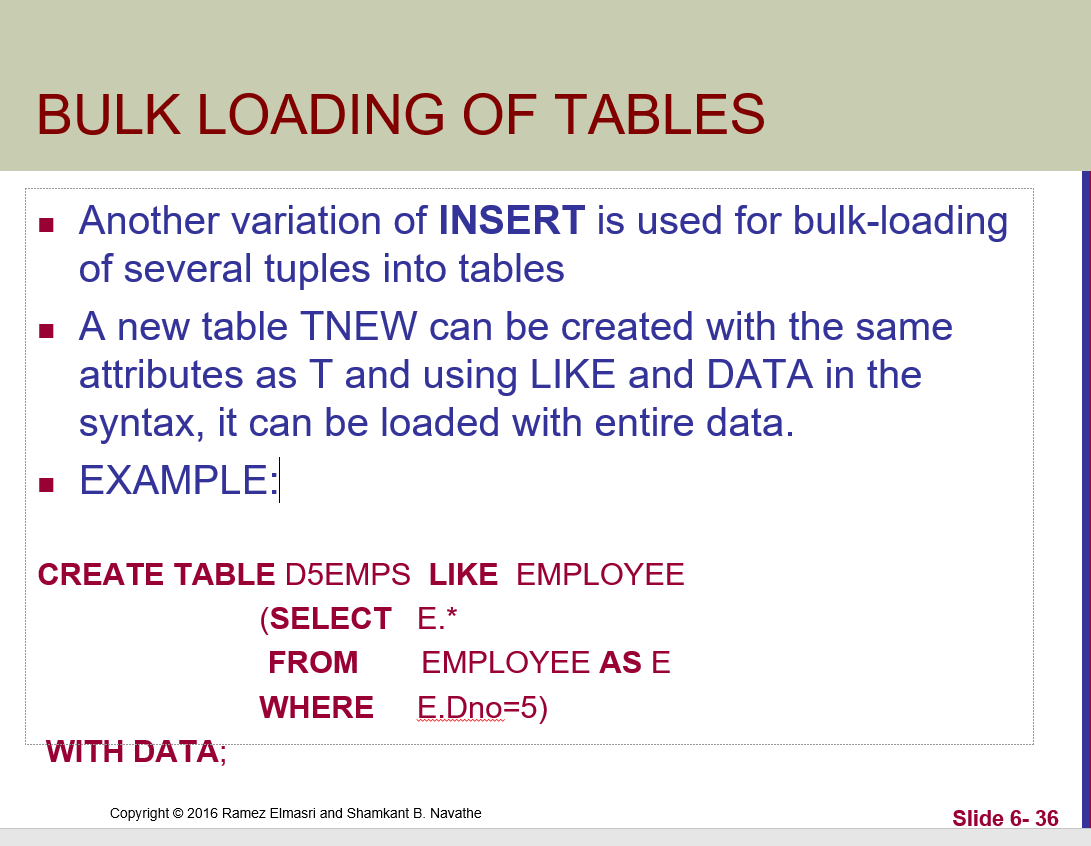 BULK LOADING OF TABLES
Another variation of INSERT is used for bulk-loading
of several tuples into tables
A new table TNEW can be created with the same
attributes as T and using LIKE and DATA in the
syntax, it can be loaded with entire data.
EXAMPLE:
CREATE TABLE D5EMPS LIKE EMPLOYEE
(SELECT E.*
FROM EMPLOYEE AS E
WHERE E.Dno=5)
WITH DATA;
Copyright © 2016 Ramez Elmasri and Shamkant B. Navathe
Slide 6- 36